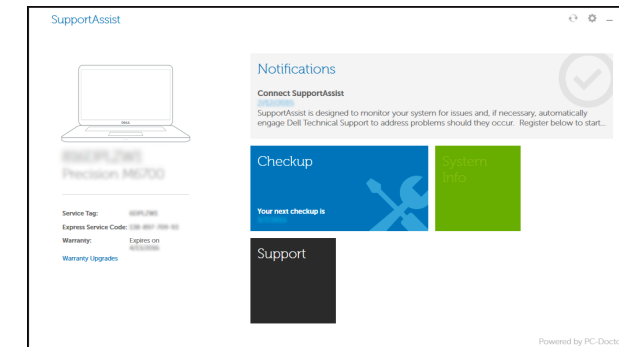 SupportAssist
Notifications
Connect SupportAssist
SupportAssist is designed to monitor your system for issues and, if necessary, automatically
engage Dell Technical Support to address problems should they occur. Register below to start...
DELL
Precision M6700
Checkup
Your next checkup is
System
Info
Service Tag:
Express Service Code:
Warranty: Expires on
Warranty Upgrades
Support
Powered by PC-Docto